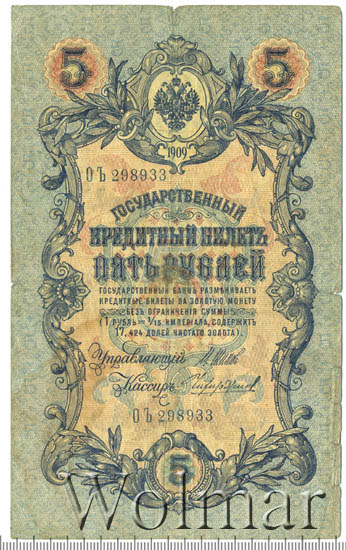 5 5
1909
ОЪ 298933
ГОСУДАРСТВЕННЫЙ
КРЕДИТНЫЙ БИЛЕТЪ
ПЯТЬ РУБЛЕЙ
ГОСУДАРСТВЕННЫЙ БАНКЪ РАЗМѢНИВАЕТЪ
КРЕДИТНЫЕ БИЛЕТЫ НА ЗОЛОТУЮ МОНЕТУ
БЕЗЪ ОГРАНИЧЕНІЯ СУММЫ
(1 РУБЛЬ = 1/15 ИМПЕРІАЛА, СОДЕРЖИТЪ
17,424 ДОЛЕЙ ЧИСТАГО ЗОЛОТА).
Управляющій
Кассиръ
ОЪ 298933
5
Wolmar